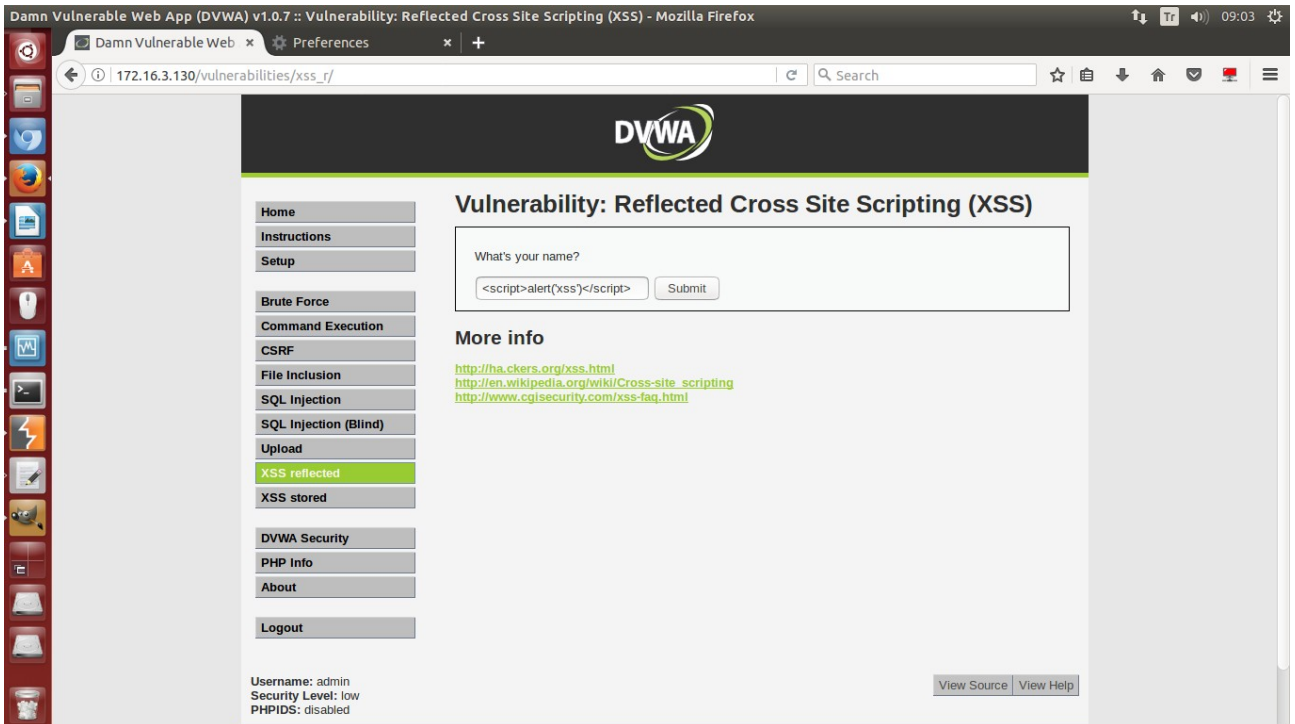 Damn Vulnerable Web App (DVWA) v1.0.7 :: Vulnerability: Reflected Cross Site Scripting (XSS) - Mozilla Firefox
Tr
09:03
Damn Vulnerable Web
Preferences
172.16.3.130/vulnerabilities/xss_r/
Search
DVWA
Home
Instructions
Setup
Brute Force
Command Execution
CSRF
File Inclusion
SQL Injection
SQL Injection (Blind)
Upload
XSS reflected
XSS stored
DVWA Security
PHP Info
About
Logout
Vulnerability: Reflected Cross Site Scripting (XSS)
What's your name?
<script>alert('xss')</script>
Submit
More info
http://ha.ckers.org/xss.html
http://en.wikipedia.org/wiki/Cross-site_scripting
http://www.cgisecurity.com/xss-faq.html
Username: admin
Security Level: low
PHPIDS: disabled
View Source
View Help